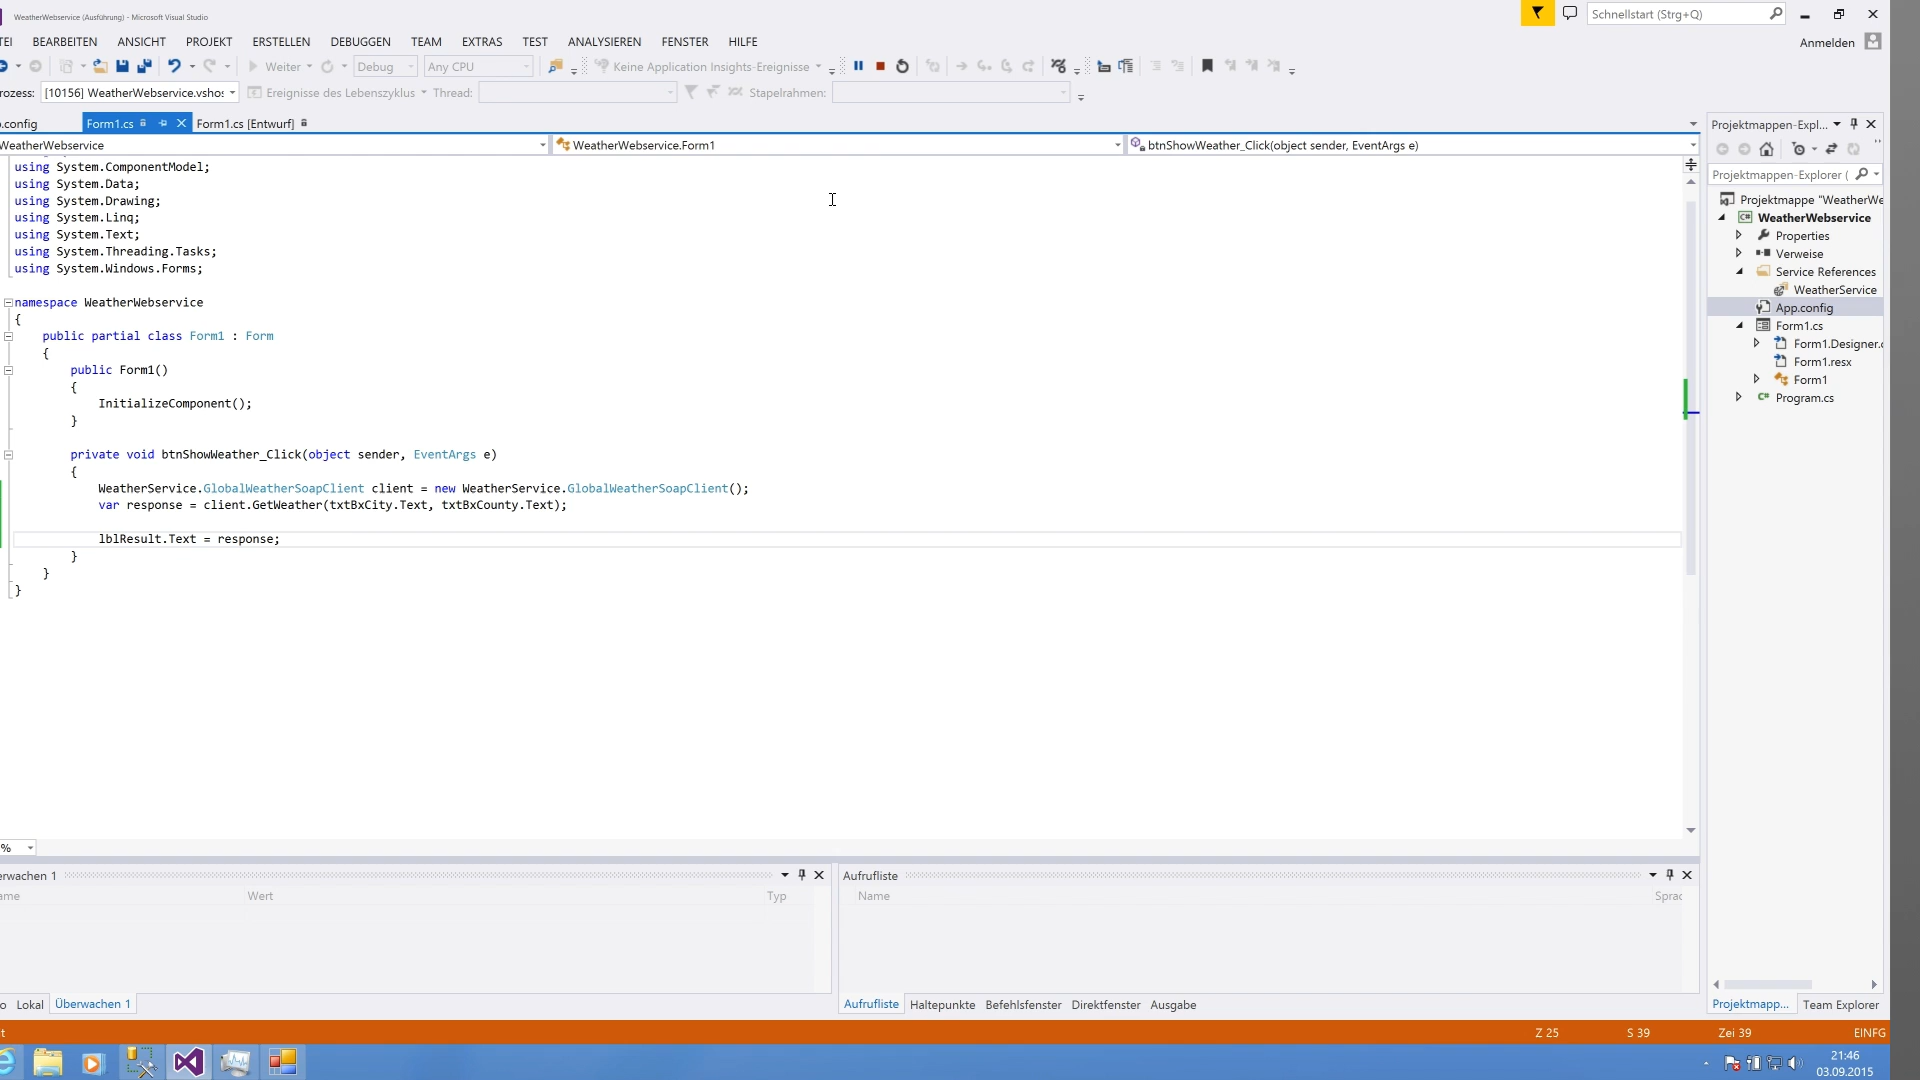 WeatherWebservice (Ausführung) - Microsoft Visual Studio
Schnellstart (Strg+Q)
TEI BEARBEITEN ANSICHT PROJEKT ERSTELLEN DEBUGGEN TEAM EXTRAS TEST ANALYSIEREN FENSTER HILFE
Anmelden
Weiter Debug Any CPU Keine Application Insights-Ereignisse
rozess: [10156] WeatherWebservice.vshos Ereignisse des Lebenszyklus Thread: Stapelrahmen:
p.config Form1.cs Form1.cs [Entwurf]
WeatherWebservice WeatherWebservice.Form1 btnShowWeather_Click(object sender, EventArgs e)
using System.ComponentModel;
using System.Data;
using System.Drawing;
using System.Linq;
using System.Text;
using System.Threading.Tasks;
using System.Windows.Forms;
namespace WeatherWebservice
{
public partial class Form1 : Form
{
public Form1()
{
InitializeComponent();
}
private void btnShowWeather_Click(object sender, EventArgs e)
{
WeatherService.GlobalWeatherSoapClient client = new WeatherService.GlobalWeatherSoapClient();
var response = client.GetWeather(txtBxCity.Text, txtBxCounty.Text);
lblResult.Text = response;
}
}
}
Projektmappen-Expl...
Projektmappen-Explorer (
Projektmappe "WeatherWe
WeatherWebservice
Properties
Verweise
Service References
WeatherService
App.config
Form1.cs
Form1.Designer.c
Form1.resx
Form1
Program.cs
%
erwachen 1
ame Wert Typ
o Lokal Überwachen 1
Aufrufliste
Name Sprac
Aufrufliste Haltepunkte Befehlsfenster Direktfenster Ausgabe
Projektmapp... Team Explorer
t Z 25 S 39 Zei 39 EINFG
21:46
03.09.2015